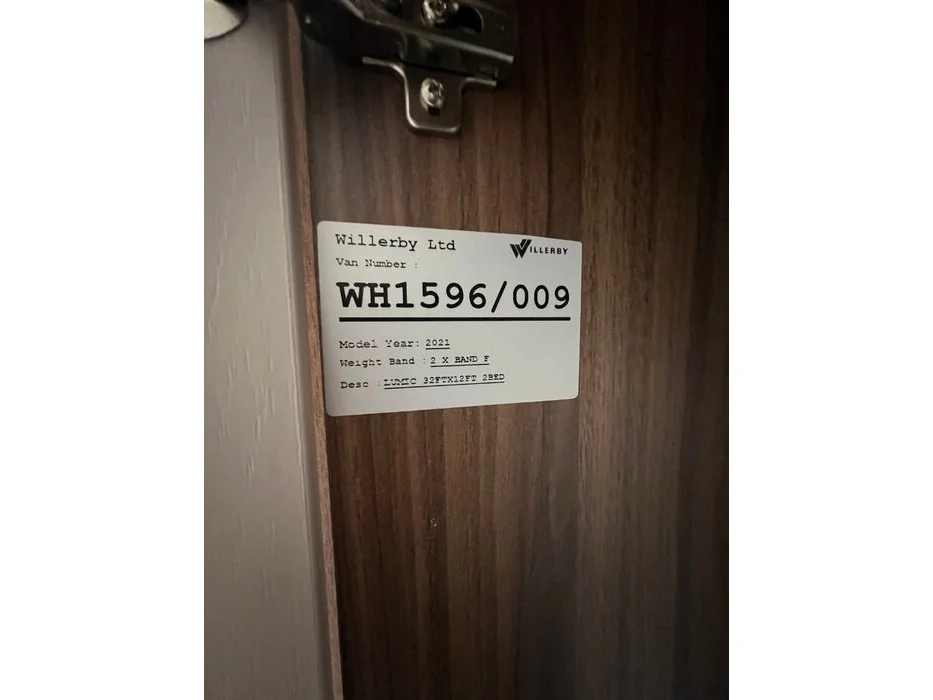 Willerby Ltd
WILLERBY
Van Number :
WH1596/009
Model Year: 2021
Weight Band : 2 X BAND F
Desc : LUMIC 32FTX12FT 2BED